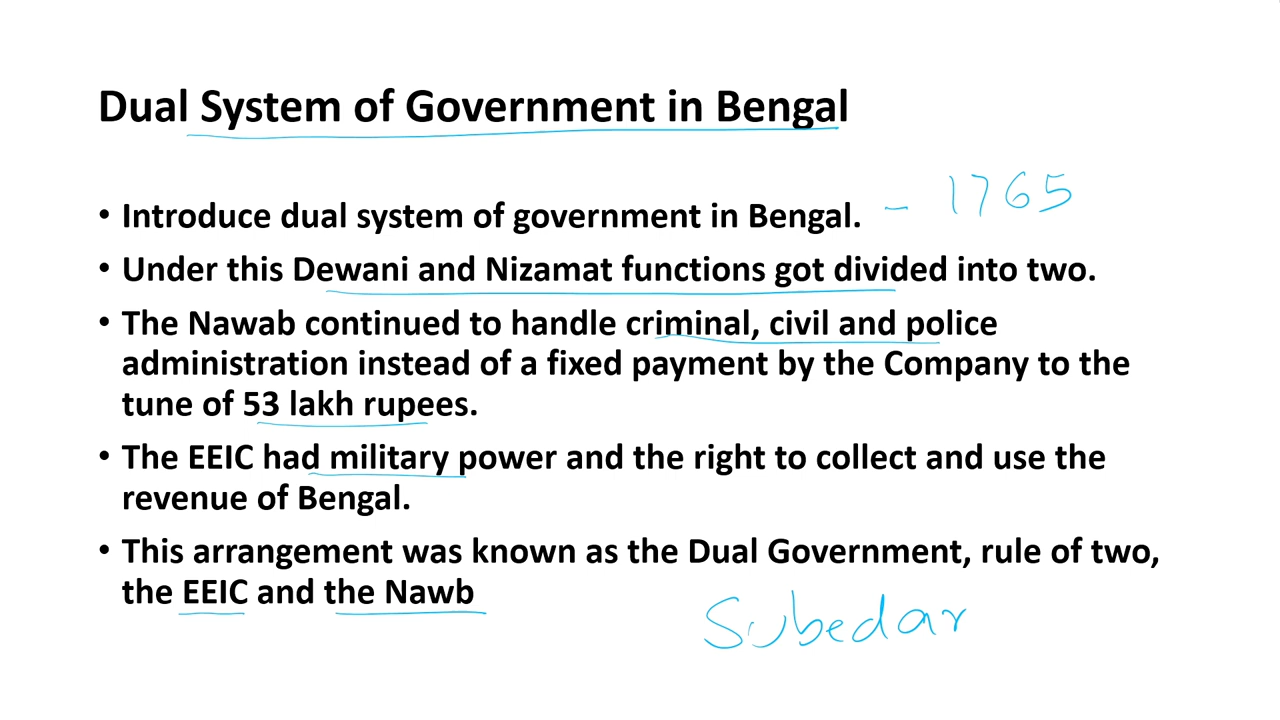 Dual System of Government in Bengal
• Introduce dual system of government in Bengal. - 1765
• Under this Dewani and Nizamat functions got divided into two.
• The Nawab continued to handle criminal, civil and police
administration instead of a fixed payment by the Company to the
tune of 53 lakh rupees.
• The EEIC had military power and the right to collect and use the
revenue of Bengal.
• This arrangement was known as the Dual Government, rule of two,
the EEIC and the Nawb
Subedar